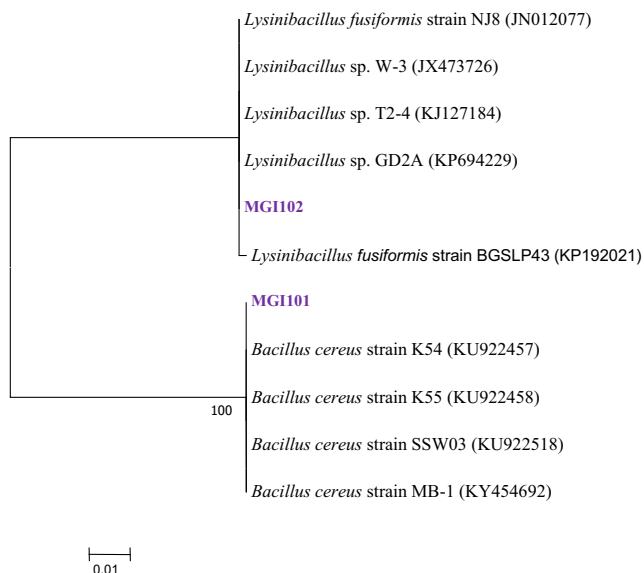 Lysinibacillus fusiformis strain NJ8 (JN012077)
Lysinibacillus sp. W-3 (JX473726)
Lysinibacillus sp. T2-4 (KJ127184)
Lysinibacillus sp. GD2A (KP694229)
MGI102
Lysinibacillus fusiformis strain BGSLP43 (KP192021)
MGI101
Bacillus cereus strain K54 (KU922457)
Bacillus cereus strain K55 (KU922458)
100
Bacillus cereus strain SSW03 (KU922518)
Bacillus cereus strain MB-1 (KY454692)
0.01